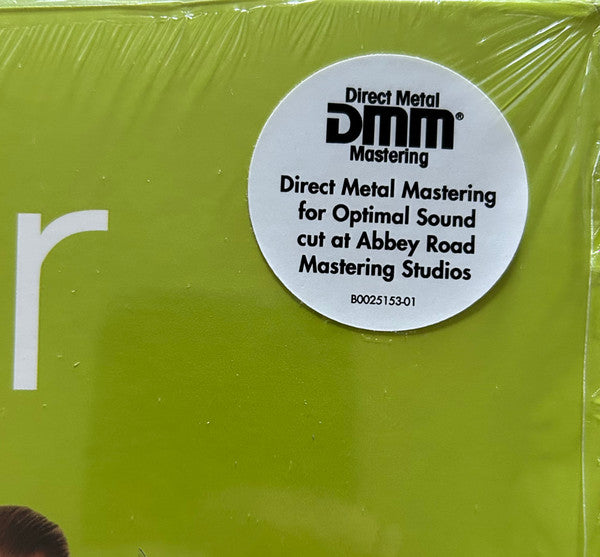 Direct Metal
DMM®
Mastering
Direct Metal Mastering
for Optimal Sound
cut at Abbey Road
Mastering Studios
B0025153-01
r